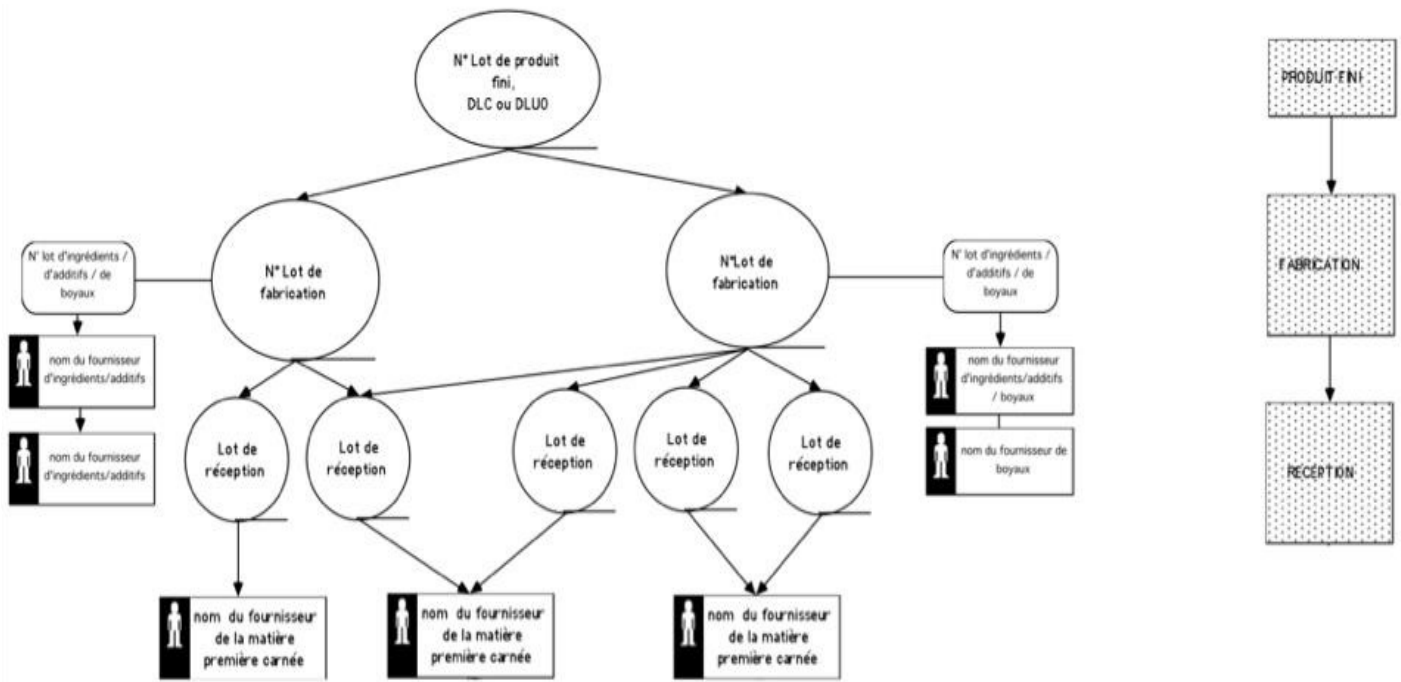 N° Lot de produit
fini,
DLC ou DLUO
PRODUIT FINI
N° lot d'ingrédients /
d'additifs / de
boyaux
N° Lot de
fabrication
N°Lot de
fabrication
N° lot d'ingrédients /
d'additifs / de
boyaux
FABRICATION
nom du fournisseur
d'ingrédients/additifs
nom du fournisseur
d'ingrédients/additifs
/ boyaux
nom du fournisseur
d'ingrédients/additifs
Lot de
réception
Lot de
réception
Lot de
réception
Lot de
réception
Lot de
réception
nom du fournisseur de
boyaux
RECEPTION
nom du fournisseur
de la matière
première carnée
nom du fournisseur
de la matière
première carnée
nom du fournisseur
de la matière
première carnée